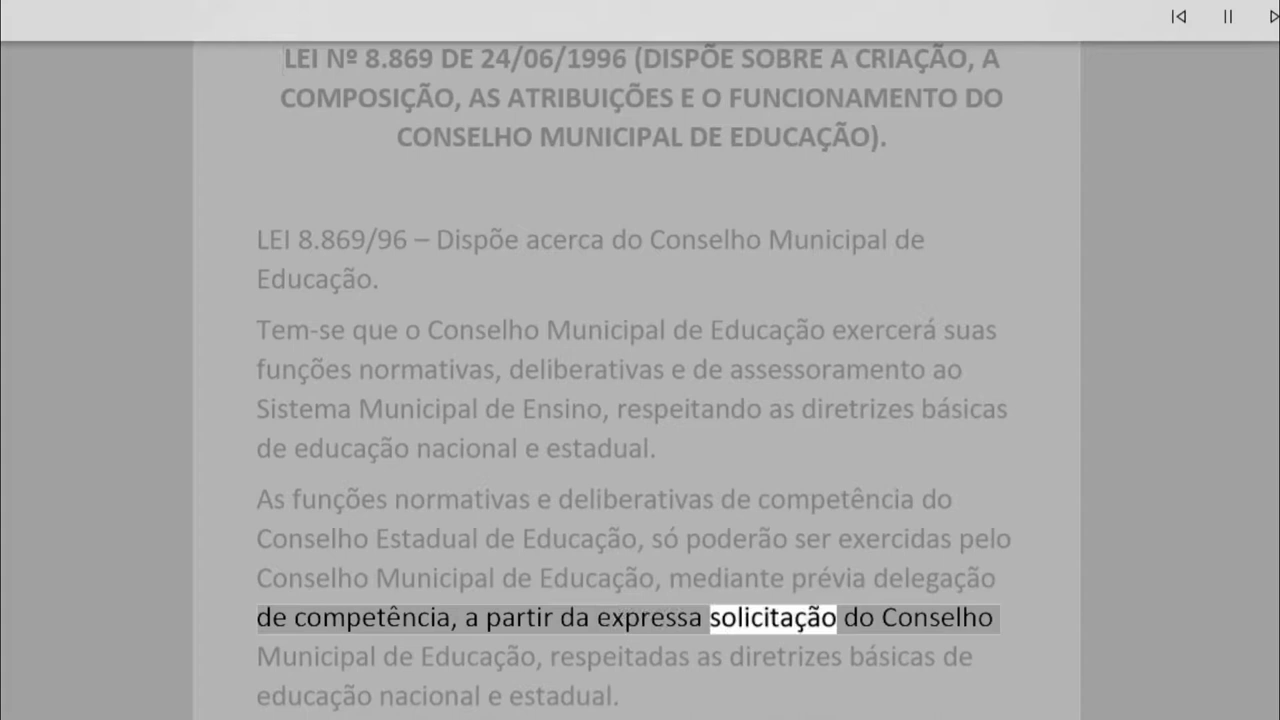 LEI Nº 8.869 DE 24/06/1996 (DISPÕE SOBRE A CRIAÇÃO, A
COMPOSIÇÃO, AS ATRIBUIÇÕES E O FUNCIONAMENTO DO
CONSELHO MUNICIPAL DE EDUCAÇÃO).
LEI 8.869/96 – Dispõe acerca do Conselho Municipal de
Educação.
Tem-se que o Conselho Municipal de Educação exercerá suas
funções normativas, deliberativas e de assessoramento ao
Sistema Municipal de Ensino, respeitando as diretrizes básicas
de educação nacional e estadual.
As funções normativas e deliberativas de competência do
Conselho Estadual de Educação, só poderão ser exercidas pelo
Conselho Municipal de Educação, mediante prévia delegação
de competência, a partir da expressa solicitação do Conselho
Municipal de Educação, respeitadas as diretrizes básicas de
educação nacional e estadual.